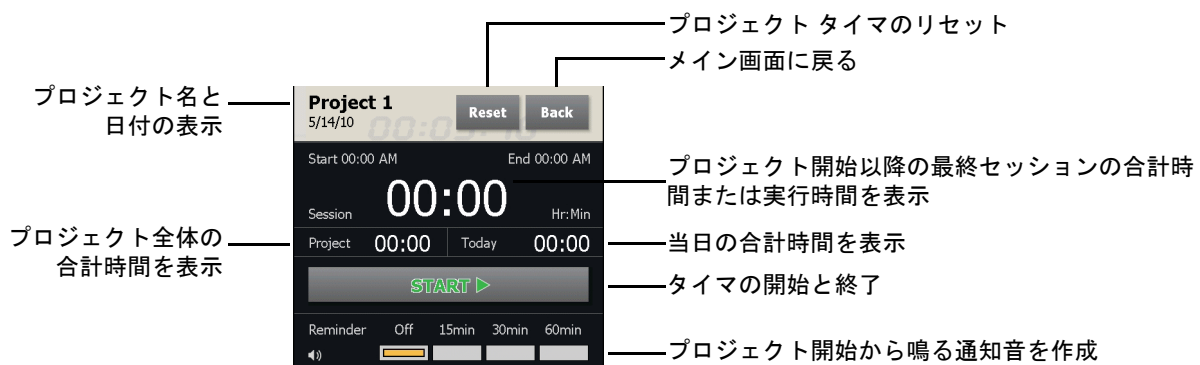 プロジェクト タイマのリセット
メイン画面に戻る
プロジェクト名と
日付の表示
Project 1
5/14/10
Reset
Back
Start 00:00 AM
End 00:00 AM
00:00
Session
Hr:Min
プロジェクト開始以降の最終セッションの合計時
間または実行時間を表示
プロジェクト全体の
合計時間を表示
Project 00:00
Today 00:00
当日の合計時間を表示
START
タイマの開始と終了
Reminder Off 15min 30min 60min
プロジェクト開始から鳴る通知音を作成